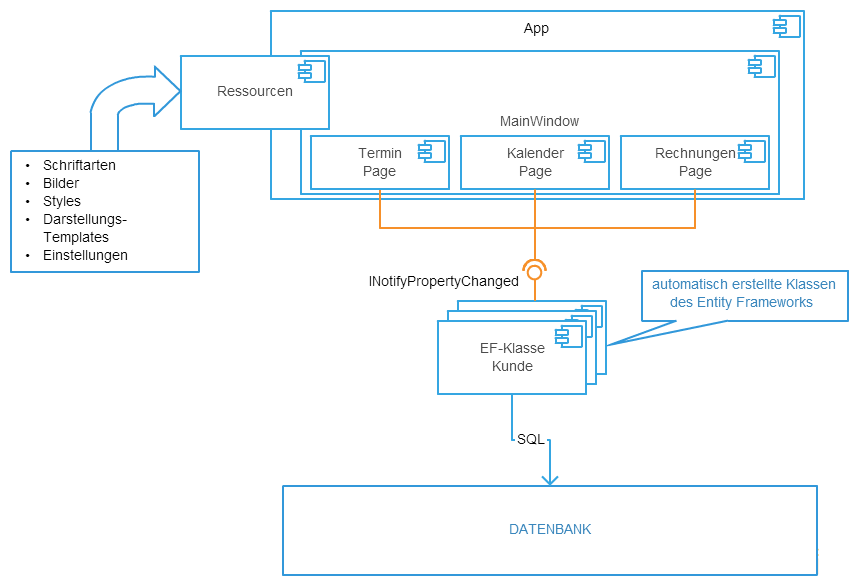 App
Ressourcen
MainWindow
Termin
Page
Kalender
Page
Rechnungen
Page
• Schriftarten
• Bilder
• Styles
• Darstellungs-
Templates
• Einstellungen
INotifyPropertyChanged
automatisch erstellte Klassen
des Entity Frameworks
EF-Klasse
Kunde
SQL
DATENBANK